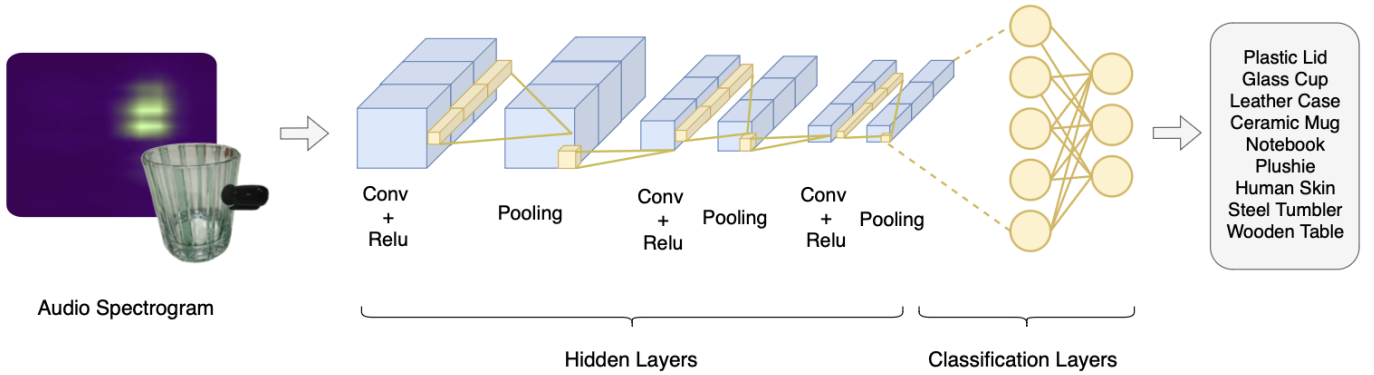 Audio Spectrogram
Conv
+
Relu
Pooling
Conv
+
Relu
Pooling
Conv
+
Relu
Pooling
Hidden Layers
Classification Layers
Plastic Lid
Glass Cup
Leather Case
Ceramic Mug
Notebook
Plushie
Human Skin
Steel Tumbler
Wooden Table